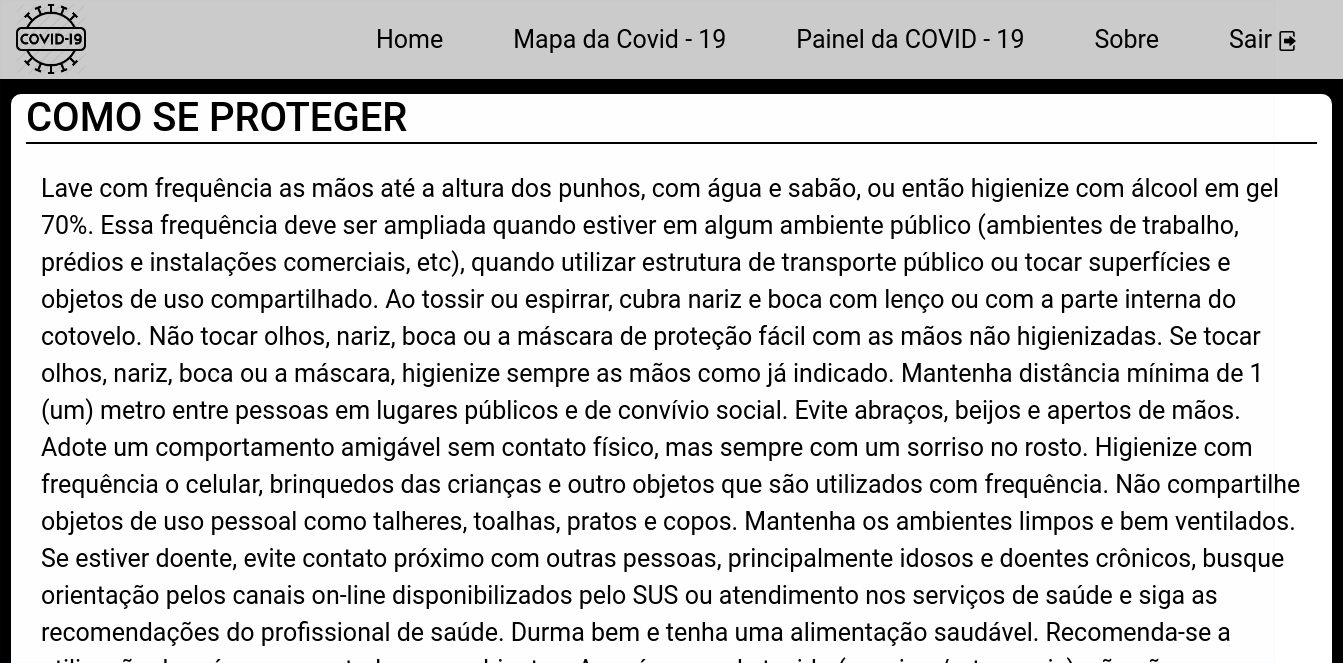 COVID-19
Home Mapa da Covid - 19 Painel da COVID - 19 Sobre Sair
COMO SE PROTEGER
Lave com frequência as mãos até a altura dos punhos, com água e sabão, ou então higienize com álcool em gel
70%. Essa frequência deve ser ampliada quando estiver em algum ambiente público (ambientes de trabalho,
prédios e instalações comerciais, etc), quando utilizar estrutura de transporte público ou tocar superfícies e
objetos de uso compartilhado. Ao tossir ou espirrar, cubra nariz e boca com lenço ou com a parte interna do
cotovelo. Não tocar olhos, nariz, boca ou a máscara de proteção fácil com as mãos não higienizadas. Se tocar
olhos, nariz, boca ou a máscara, higienize sempre as mãos como já indicado. Mantenha distância mínima de 1
(um) metro entre pessoas em lugares públicos e de convívio social. Evite abraços, beijos e apertos de mãos.
Adote um comportamento amigável sem contato físico, mas sempre com um sorriso no rosto. Higienize com
frequência o celular, brinquedos das crianças e outro objetos que são utilizados com frequência. Não compartilhe
objetos de uso pessoal como talheres, toalhas, pratos e copos. Mantenha os ambientes limpos e bem ventilados.
Se estiver doente, evite contato próximo com outras pessoas, principalmente idosos e doentes crônicos, busque
orientação pelos canais on-line disponibilizados pelo SUS ou atendimento nos serviços de saúde e siga as
recomendações do profissional de saúde. Durma bem e tenha uma alimentação saudável. Recomenda-se a